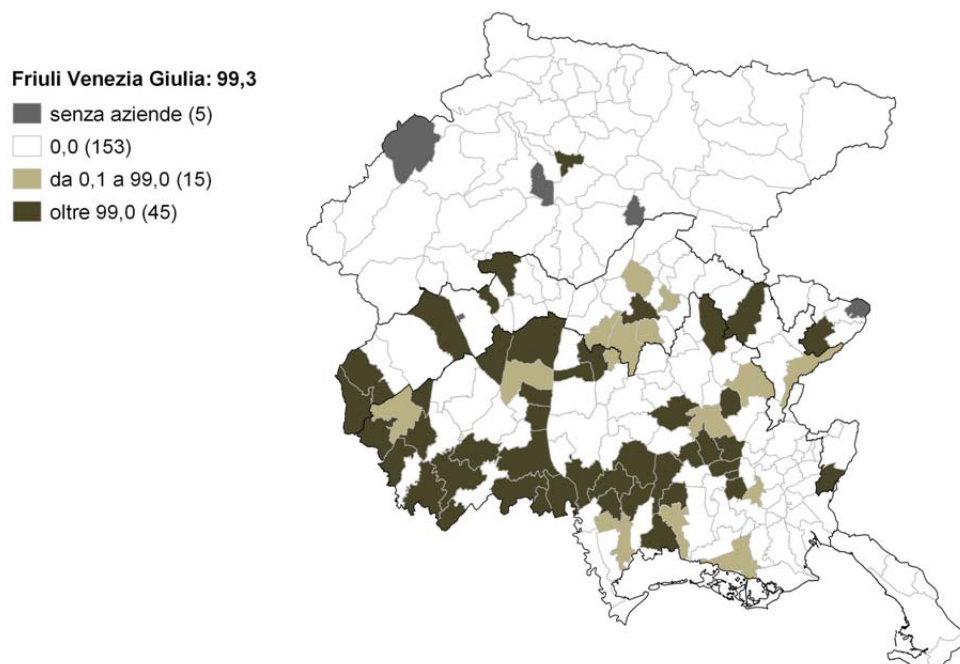 Friuli Venezia Giulia: 99,3
senza aziende (5)
0,0 (153)
da 0,1 a 99,0 (15)
oltre 99,0 (45)